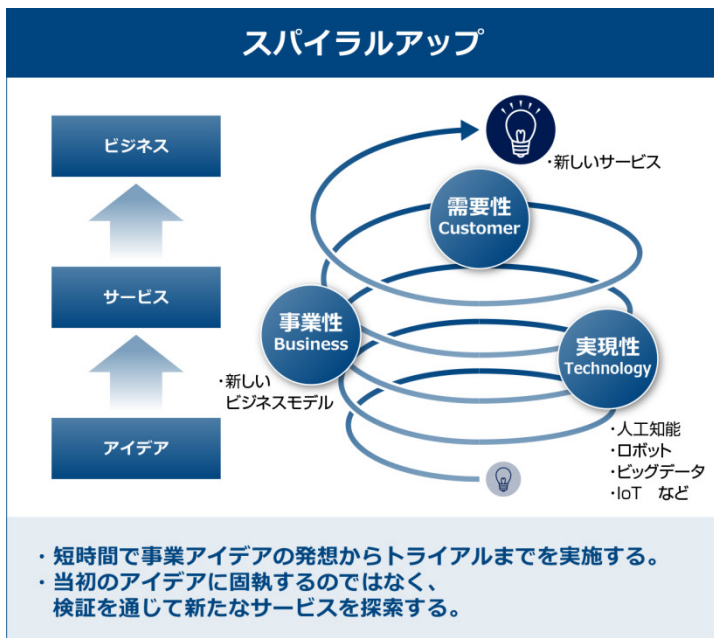 スパイラルアップ
ビジネス
サービス
アイデア
・新しいサービス
需要性
Customer
事業性
Business
・新しい
ビジネスモデル
実現性
Technology
・人工知能
・ロボット
・ビッグデータ
・IoT など
・短時間で事業アイデアの発想からトライアルまでを実施する。
・当初のアイデアに固執するのではなく、
検証を通じて新たなサービスを探索する。